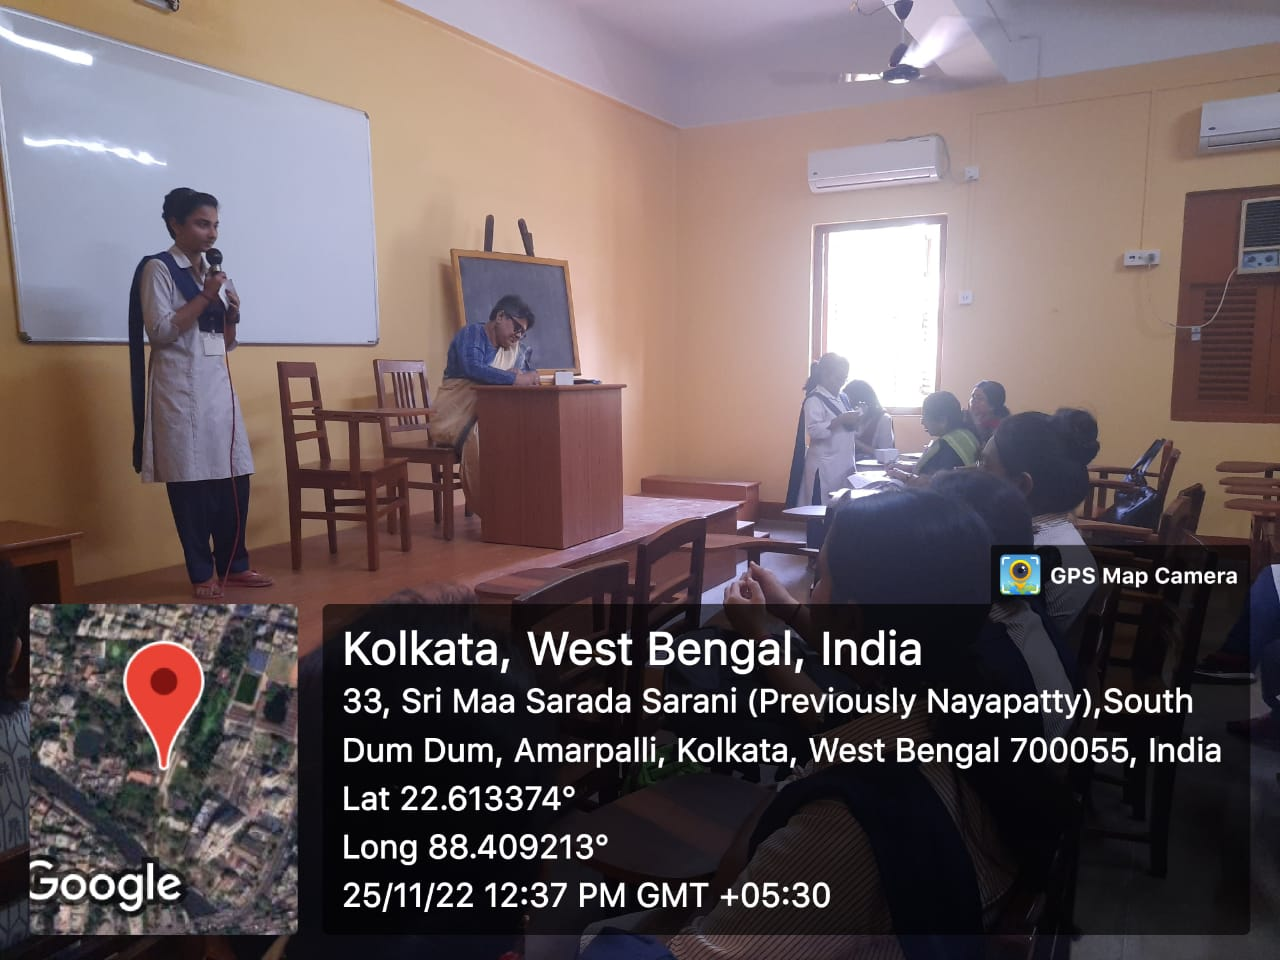 GPS Map Camera
Kolkata, West Bengal, India
33, Sri Maa Sarada Sarani (Previously Nayapatty),South
Dum Dum, Amarpalli, Kolkata, West Bengal 700055, India
Lat 22.613374°
Long 88.409213°
25/11/22 12:37 PM GMT +05:30
Google